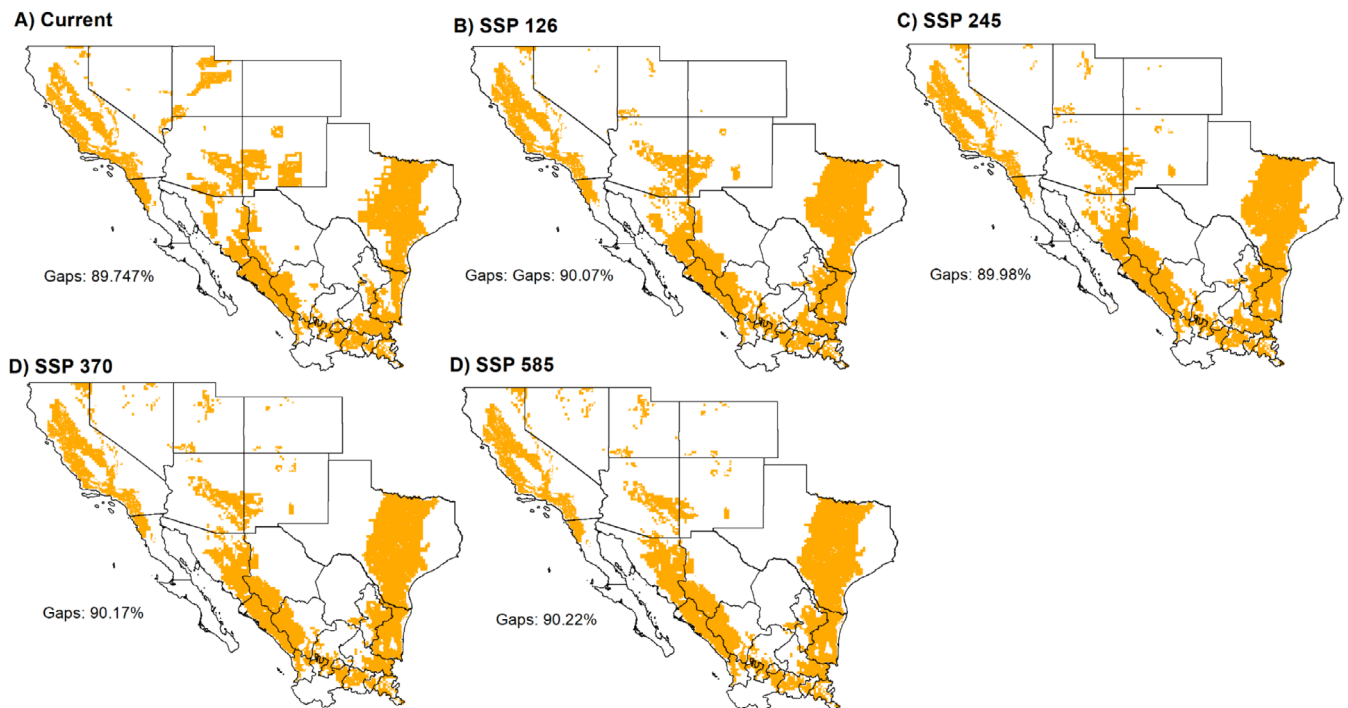 A) Current
B) SSP 126
C) SSP 245
Gaps: 89.747%
Gaps: Gaps: 90.07%
Gaps: 89.98%
D) SSP 370
D) SSP 585
Gaps: 90.17%
Gaps: 90.22%